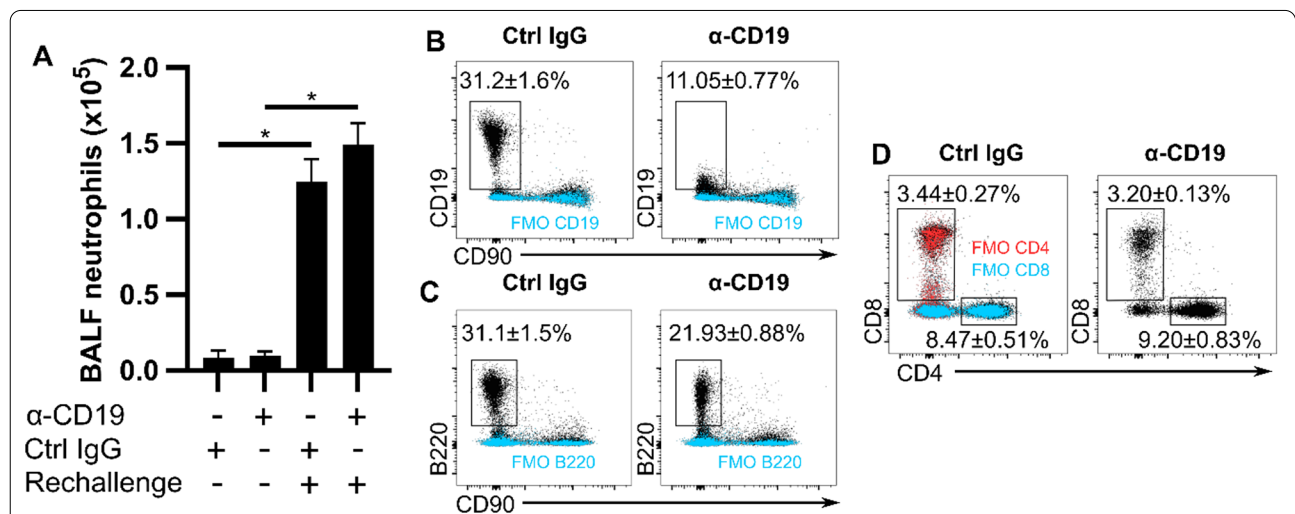 A
BALF neutrophils (x10⁵)
2.0
1.5
1.0
0.5
0.0
*
*
α-CD19 - + - +
Ctrl IgG + - + -
Rechallenge - - + +
B
Ctrl IgG
α-CD19
31.2±1.6%
11.05±0.77%
CD19
CD19
FMO CD19
FMO CD19
CD90
C
Ctrl IgG
α-CD19
31.1±1.5%
21.93±0.88%
B220
B220
FMO B220
FMO B220
CD90
D
Ctrl IgG
α-CD19
3.44±0.27%
3.20±0.13%
FMO CD4
FMO CD8
CD8
CD8
8.47±0.51%
9.20±0.83%
CD4